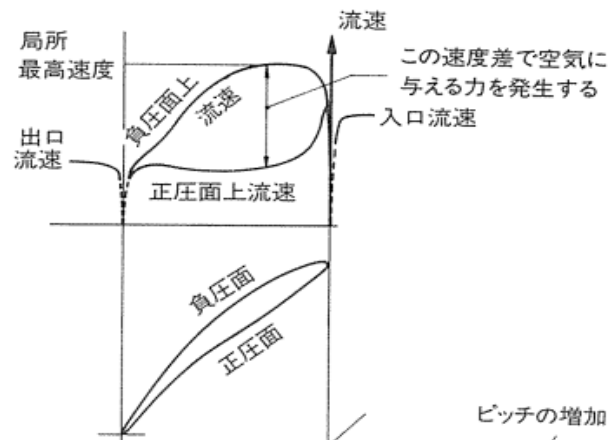 流速
局所
最高速度
この速度差で空気に
与える力を発生する
負圧面上
流速
入口流速
出口
流速
正圧面上流速
負圧面
正圧面
ピッチの増加